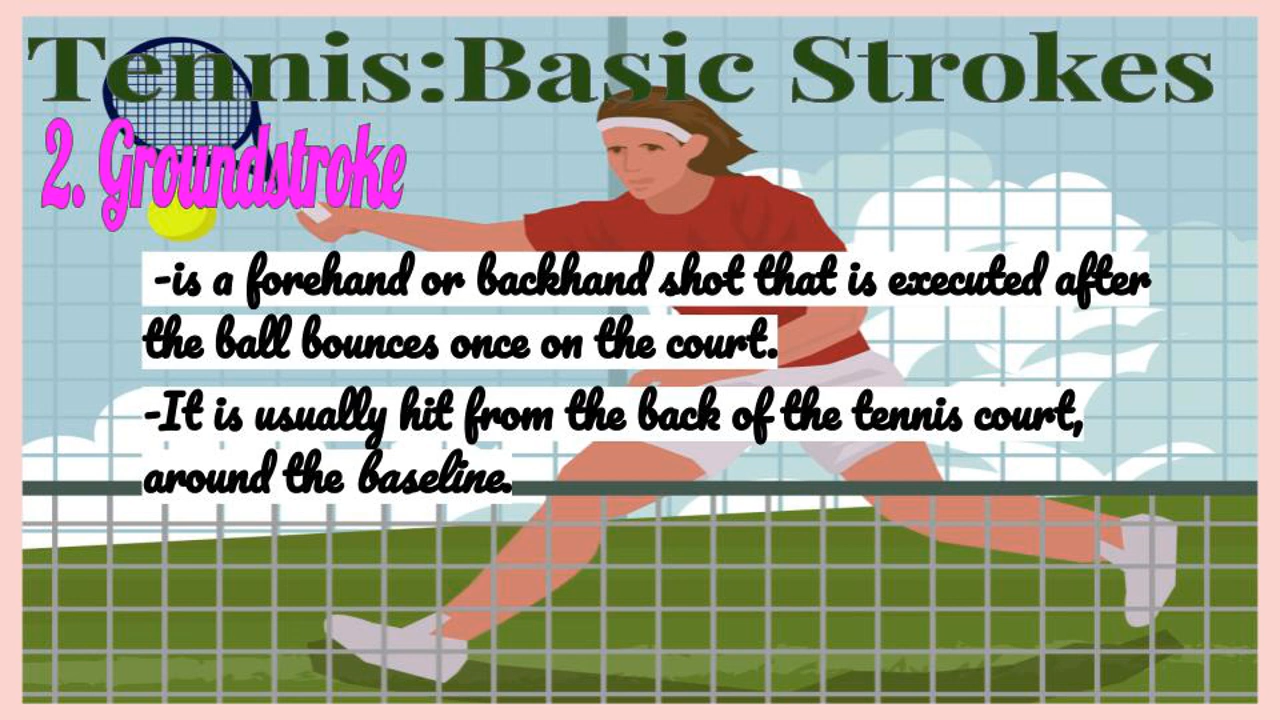 Tennis:Basic Strokes
2. Groundstroke
-is a forehand or backhand shot that is executed after
the ball bounces once on the court.
-It is usually hit from the back of the tennis court,
around the baseline.